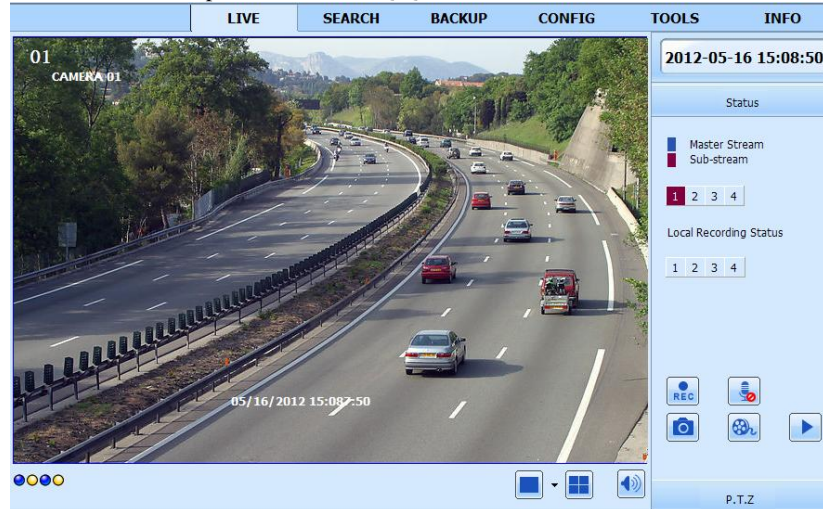 LIVE SEARCH BACKUP CONFIG TOOLS INFO
01
CAMERA 01
2012-05-16 15:08:50
Status
Master Stream
Sub-stream
1 2 3 4
Local Recording Status
1 2 3 4
REC
05/16/2012 15:08?:50
P.T.Z